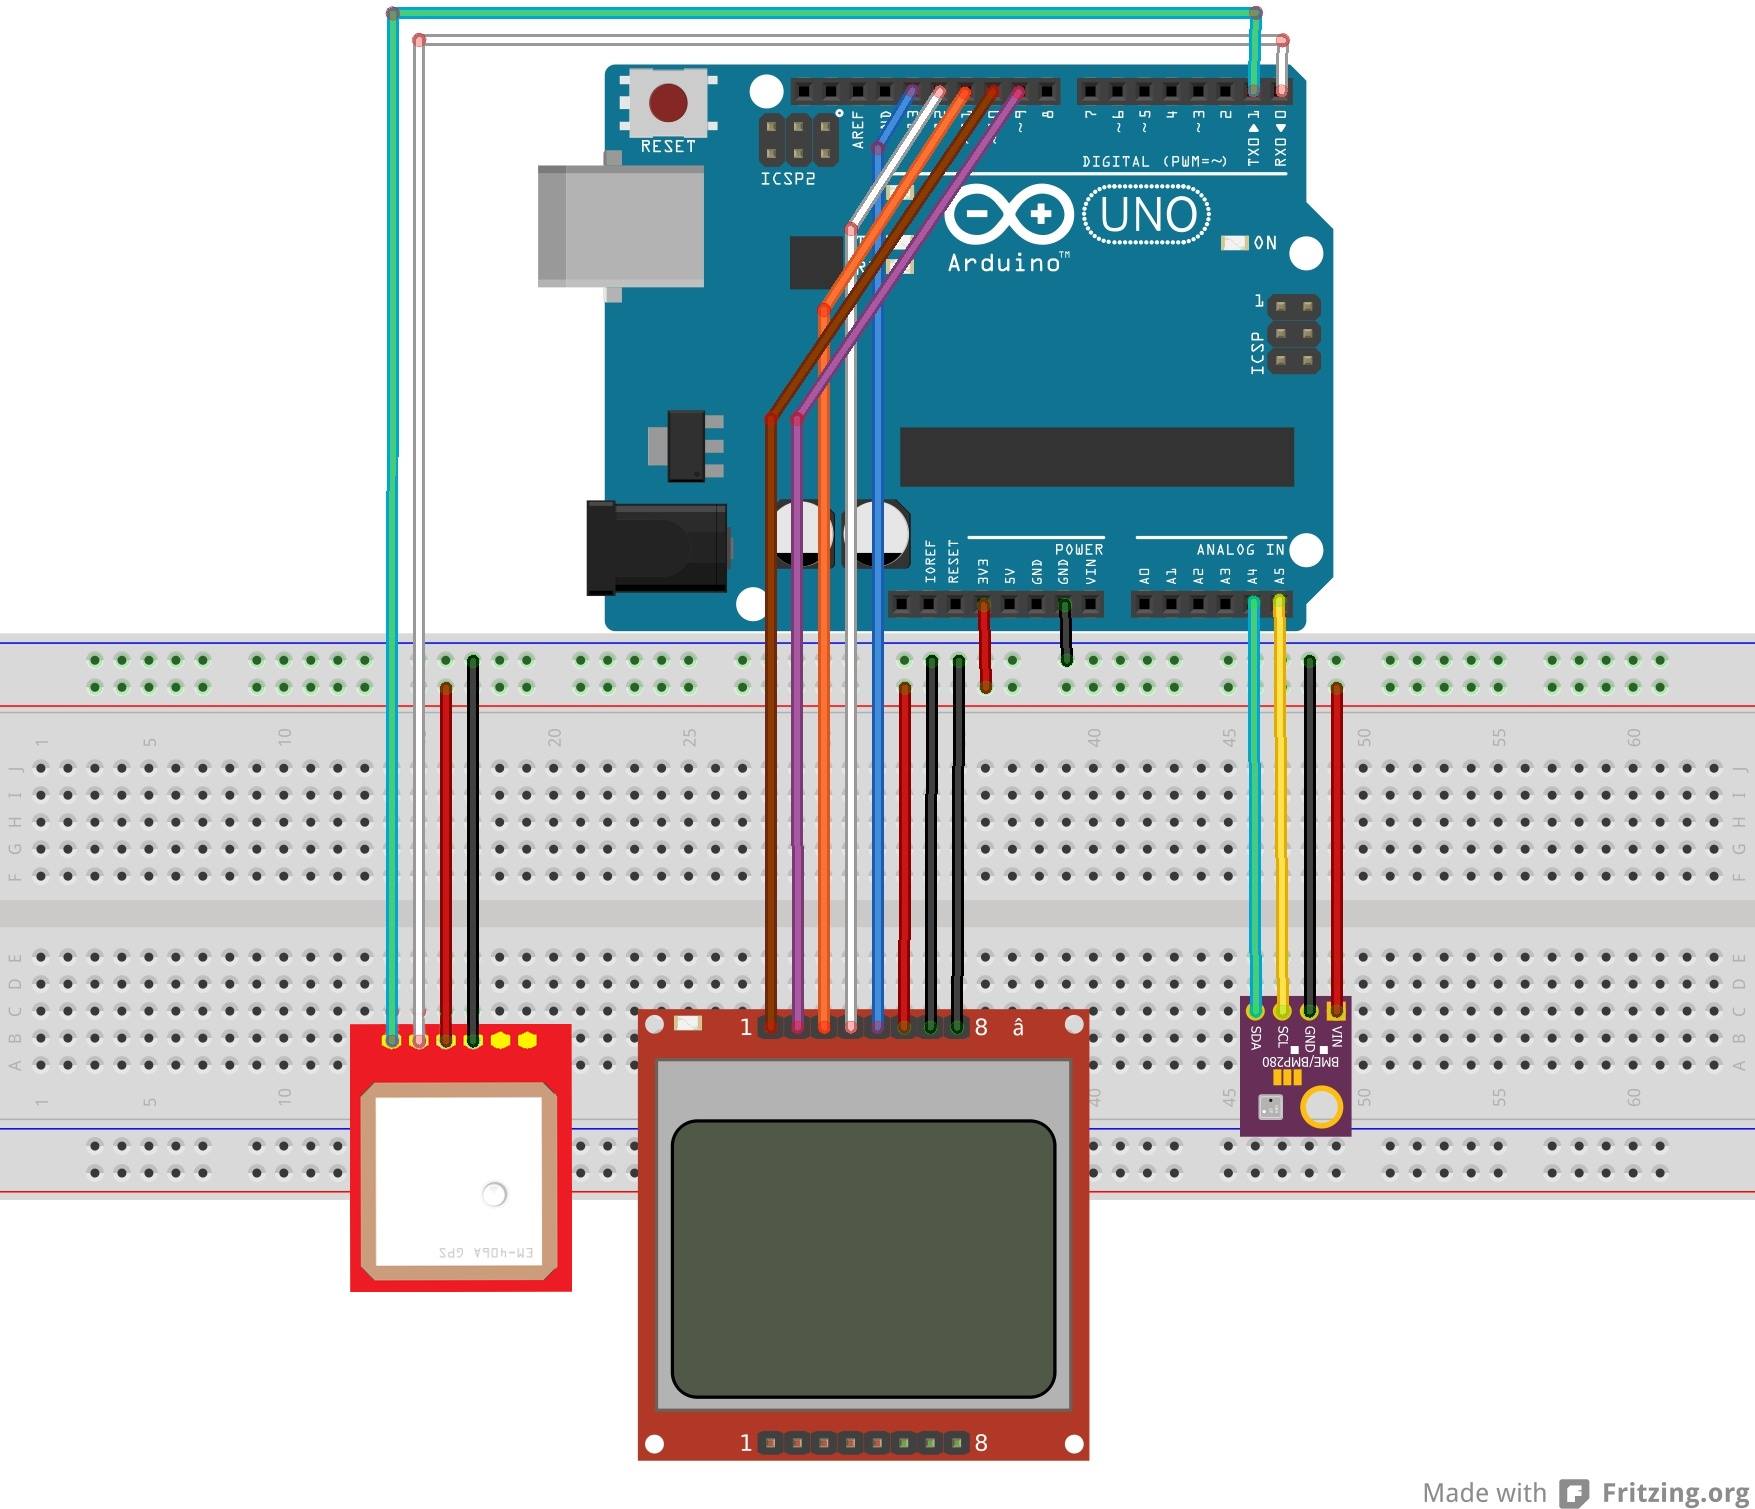 RESET
ICSP2
AREF
~9
8
7
~6
~5
4
~3
2
TX0▶1
RX0◀0
DIGITAL (PWM=~)
UNO
Arduino™
ON
1
ICSP
IOREF
RESET
3V3
5V
GND
GND
VIN
POWER
ANALOG IN
A0
A1
A2
A3
A4
A5
1
5
10
20
25
40
45
50
55
60
J
I
H
G
F
J
I
H
G
F
E
D
C
B
A
E
D
C
B
A
1
5
10
40
45
50
55
60
1
8 â
SDA
SCL
GND
VIN
BME/BMP280
EM-406A GPS
1
8
Made with Fritzing.org